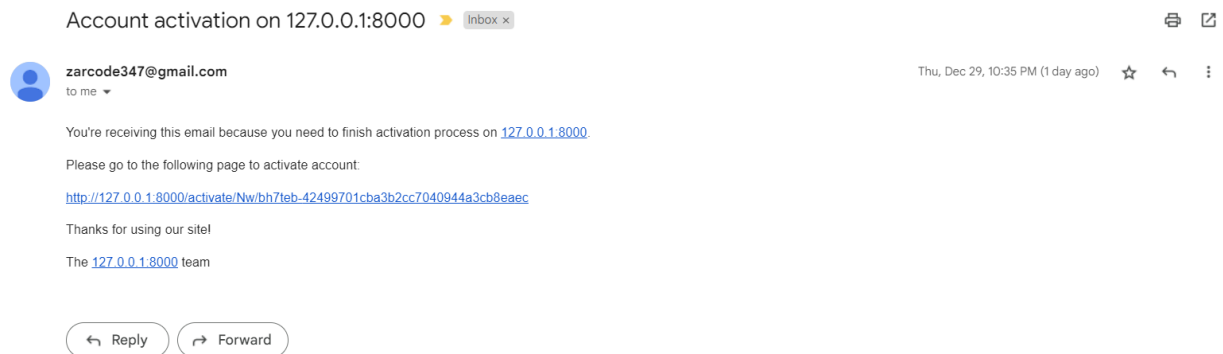 Account activation on 127.0.0.1:8000 Inbox ×
zarcode347@gmail.com Thu, Dec 29, 10:35 PM (1 day ago)
to me
You're receiving this email because you need to finish activation process on 127.0.0.1:8000.
Please go to the following page to activate account:
http://127.0.0.1:8000/activate/Nw/bh7teb-42499701cba3b2cc7040944a3cb8eaec
Thanks for using our site!
The 127.0.0.1:8000 team
Reply Forward